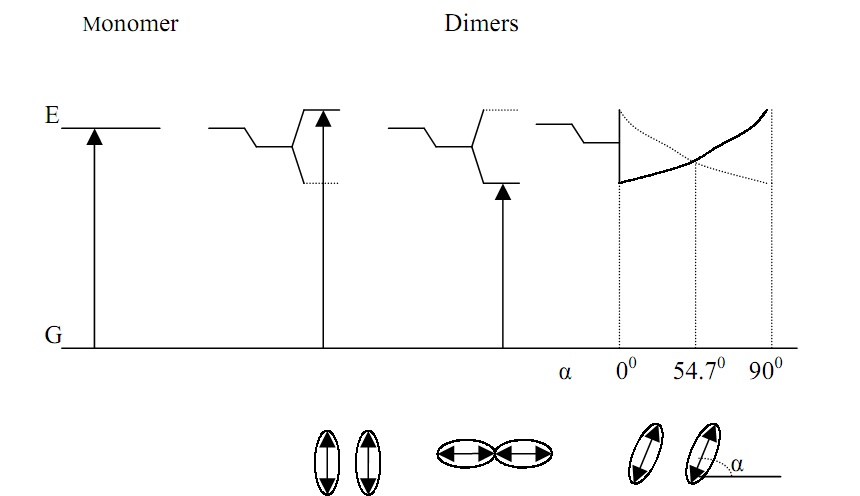 Monomer Dimers
E
G
α 0⁰ 54.7⁰ 90⁰
α